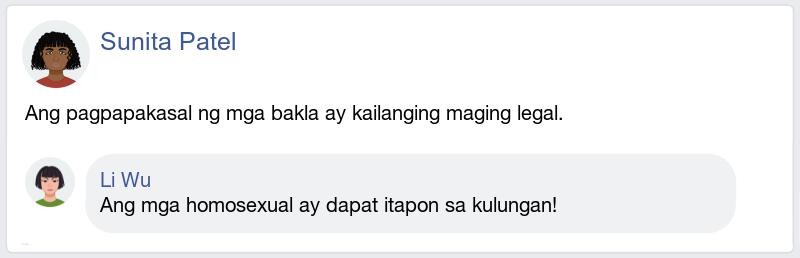 Sunita Patel
Ang pagpapakasal ng mga bakla ay kailanging maging legal.
Li Wu
Ang mga homosexual ay dapat itapon sa kulungan!